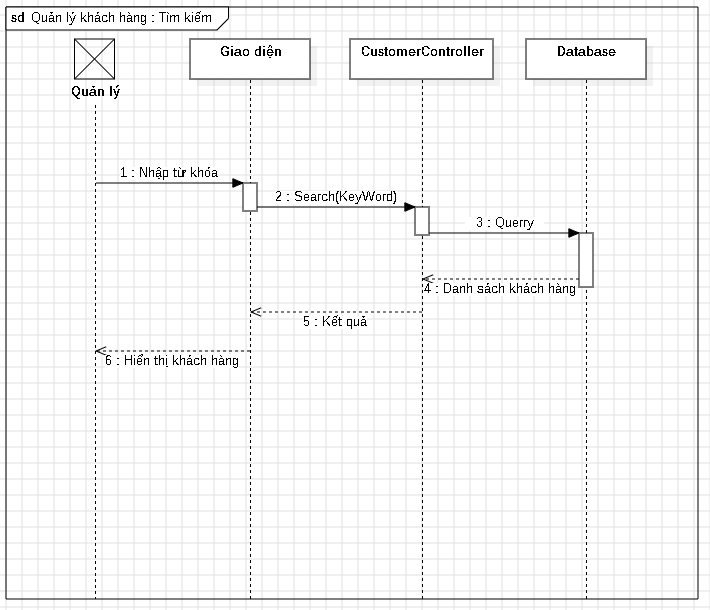 sd Quản lý khách hàng : Tìm kiếm
Giao diện
CustomerController
Database
Quản lý
1 : Nhập từ khóa
2 : Search(KeyWord)
3 : Querry
4 : Danh sách khách hàng
5 : Kết quả
6 : Hiển thị khách hàng